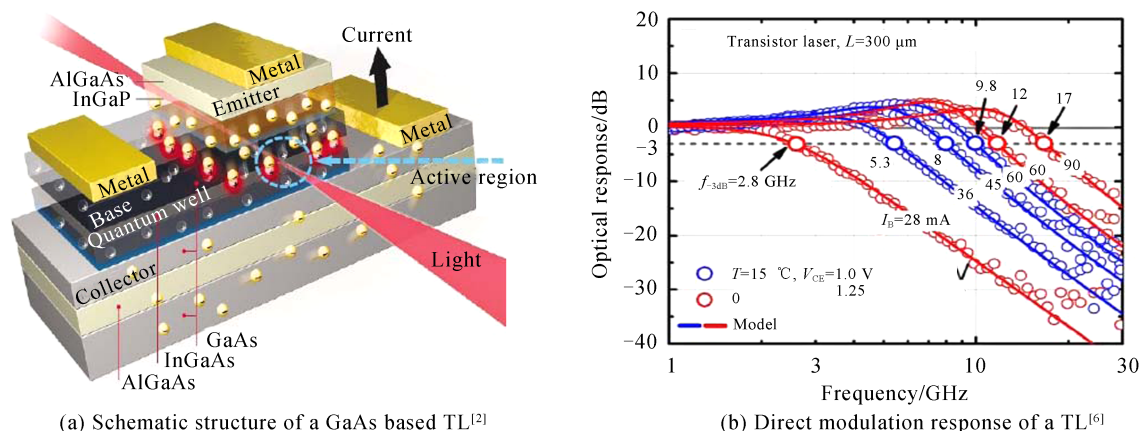 Metal
Current
AlGaAs
InGaP
Emitter
Metal
Metal
Active region
Base
Quantum well
Light
Collector
GaAs
InGaAs
AlGaAs
(a) Schematic structure of a GaAs based TL[2]
20
10
0
−3
−10
−20
−30
−40
Optical response/dB
Transistor laser, L=300 μm
9.8
12
17
5.3
8
f−3dB=2.8 GHz
36
45
60
60
90
IB=28 mA
T=15 ℃, VCE=1.0 V
0 1.25
Model
1
3
10
30
Frequency/GHz
(b) Direct modulation response of a TL[6]